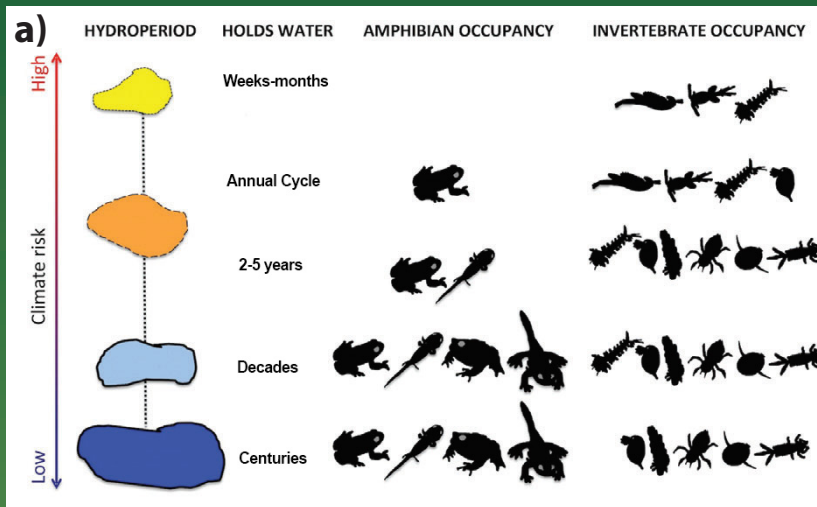 a)
HYDROPERIOD
HOLDS WATER
AMPHIBIAN OCCUPANCY
INVERTEBRATE OCCUPANCY
High
Climate risk
Low
Weeks-months
Annual Cycle
2-5 years
Decades
Centuries